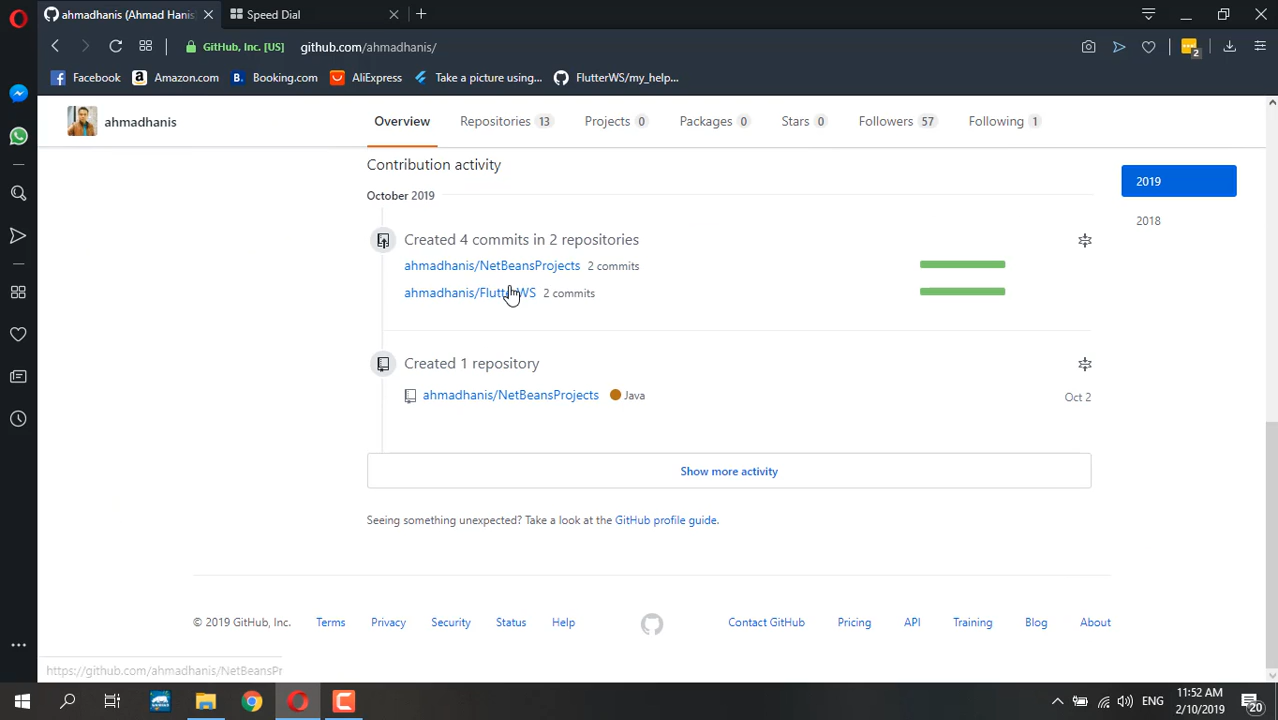 ahmadhanis (Ahmad Hanis
Speed Dial
GitHub, Inc. [US]
github.com/ahmadhanis/
2
Facebook
Amazon.com
Booking.com
AliExpress
Take a picture using...
FlutterWS/my_help...
ahmadhanis
Overview
Repositories 13
Projects 0
Packages 0
Stars 0
Followers 57
Following 1
Contribution activity
2019
October 2019
2018
Created 4 commits in 2 repositories
ahmadhanis/NetBeansProjects 2 commits
ahmadhanis/FlutterWS 2 commits
Created 1 repository
ahmadhanis/NetBeansProjects Java
Oct 2
Show more activity
Seeing something unexpected? Take a look at the GitHub profile guide.
© 2019 GitHub, Inc.
Terms
Privacy
Security
Status
Help
Contact GitHub
Pricing
API
Training
Blog
About
https://github.com/ahmadhanis/NetBeansPr
ENG
11:52 AM
2/10/2019
20